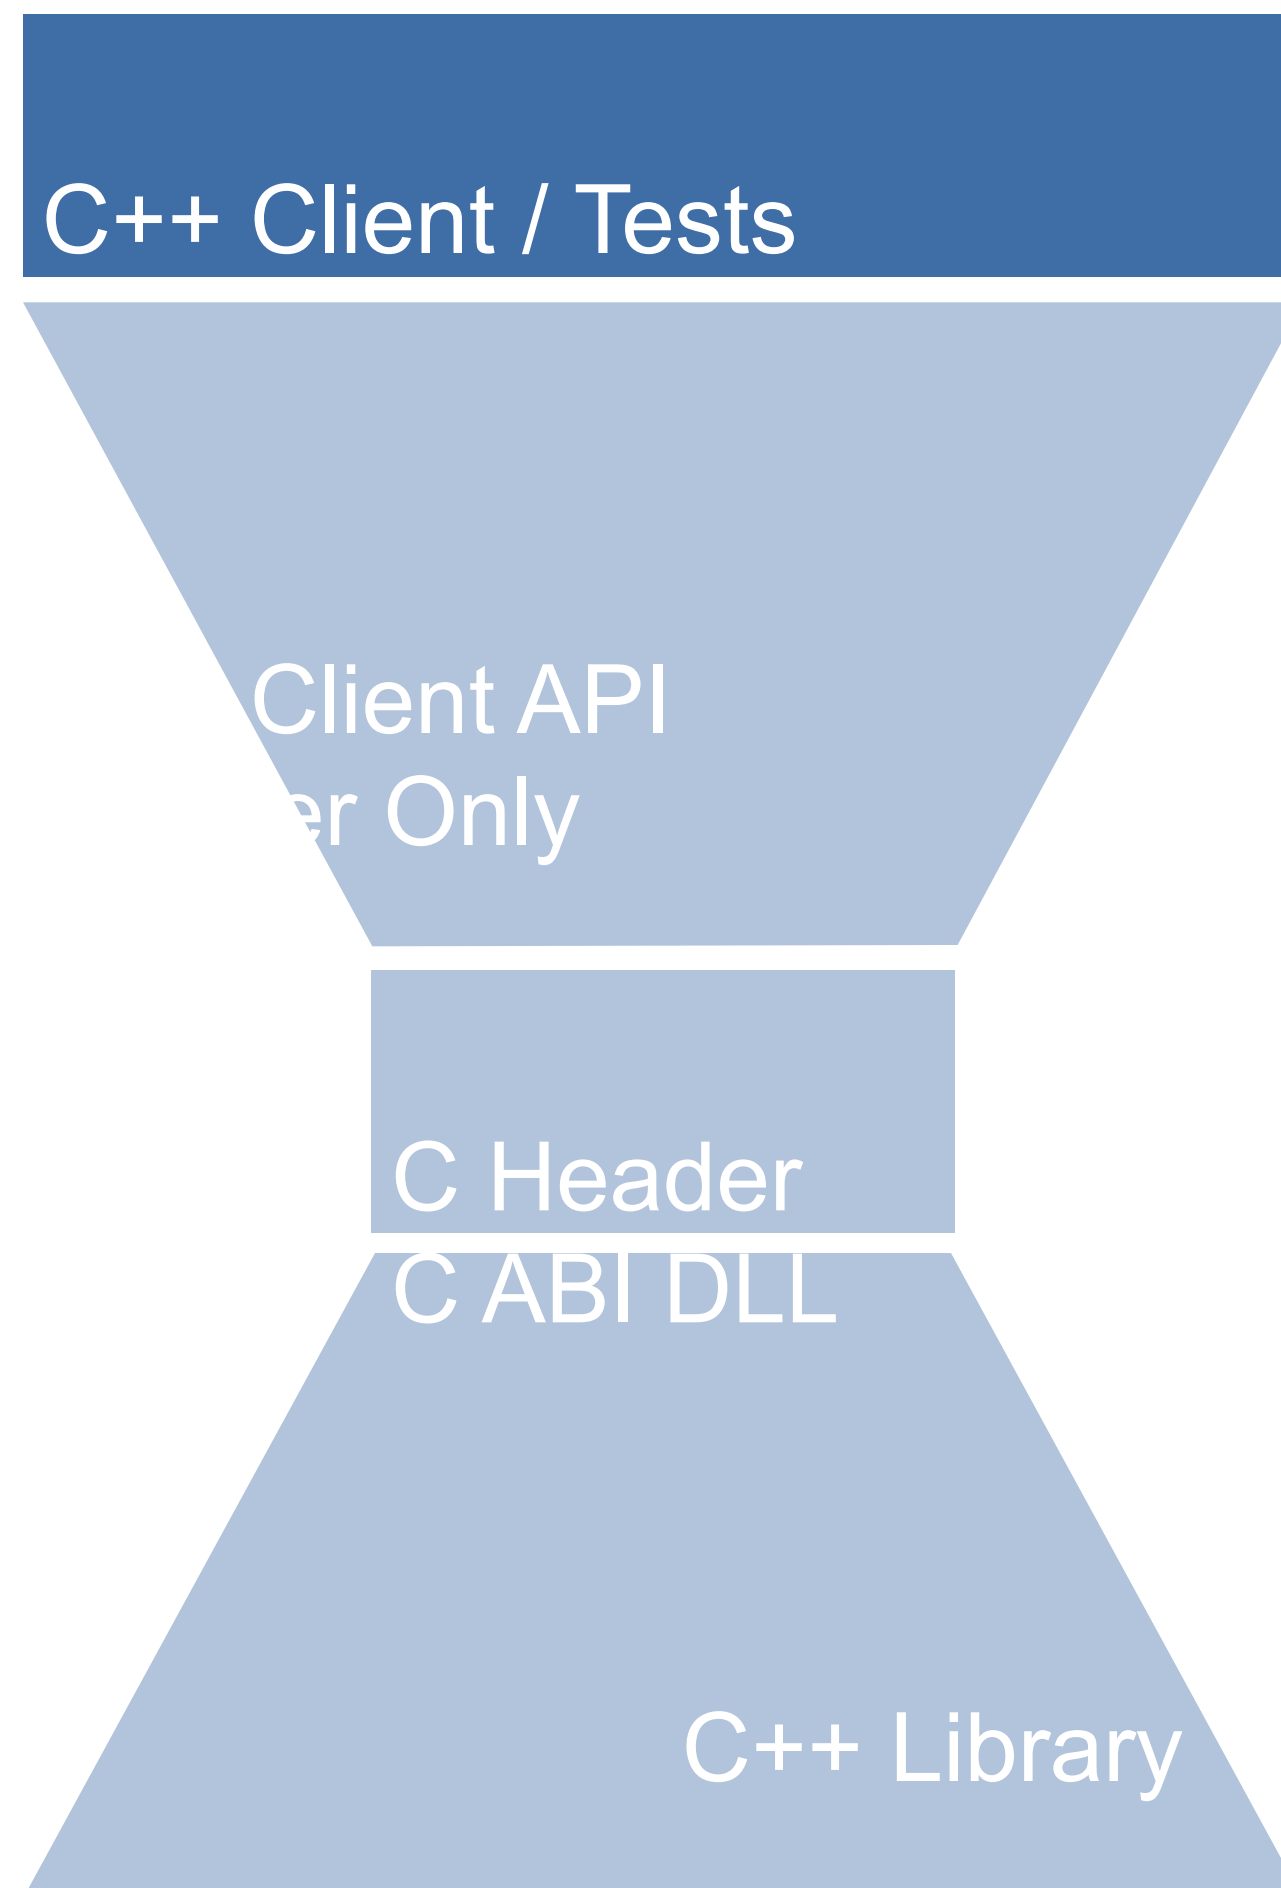 C++ Client / Tests
Client API
er Only
C Header
C ABI DLL
C++ Library